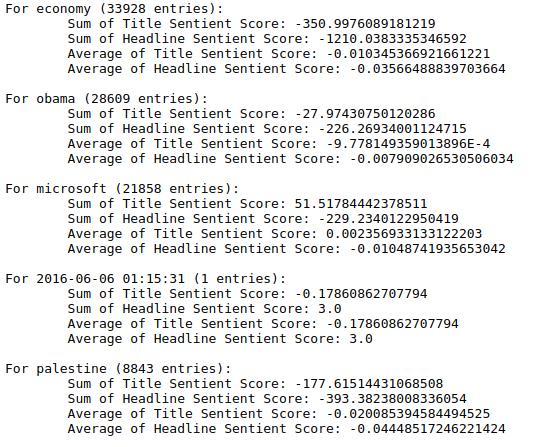 For economy (33928 entries):
Sum of Title Sentient Score: -350.9976089181219
Sum of Headline Sentient Score: -1210.0383335346592
Average of Title Sentient Score: -0.010345366921661221
Average of Headline Sentient Score: -0.03566488839703664
For obama (28609 entries):
Sum of Title Sentient Score: -27.97430750120286
Sum of Headline Sentient Score: -226.26934001124715
Average of Title Sentient Score: -9.778149359013896E-4
Average of Headline Sentient Score: -0.007909026530506034
For microsoft (21858 entries):
Sum of Title Sentient Score: 51.51784442378511
Sum of Headline Sentient Score: -229.2340122950419
Average of Title Sentient Score: 0.002356933133122203
Average of Headline Sentient Score: -0.01048741935653042
For 2016-06-06 01:15:31 (1 entries):
Sum of Title Sentient Score: -0.17860862707794
Sum of Headline Sentient Score: 3.0
Average of Title Sentient Score: -0.17860862707794
Average of Headline Sentient Score: 3.0
For palestine (8843 entries):
Sum of Title Sentient Score: -177.61514431068508
Sum of Headline Sentient Score: -393.38238008336054
Average of Title Sentient Score: -0.020085394584494525
Average of Headline Sentient Score: -0.04448517246221424